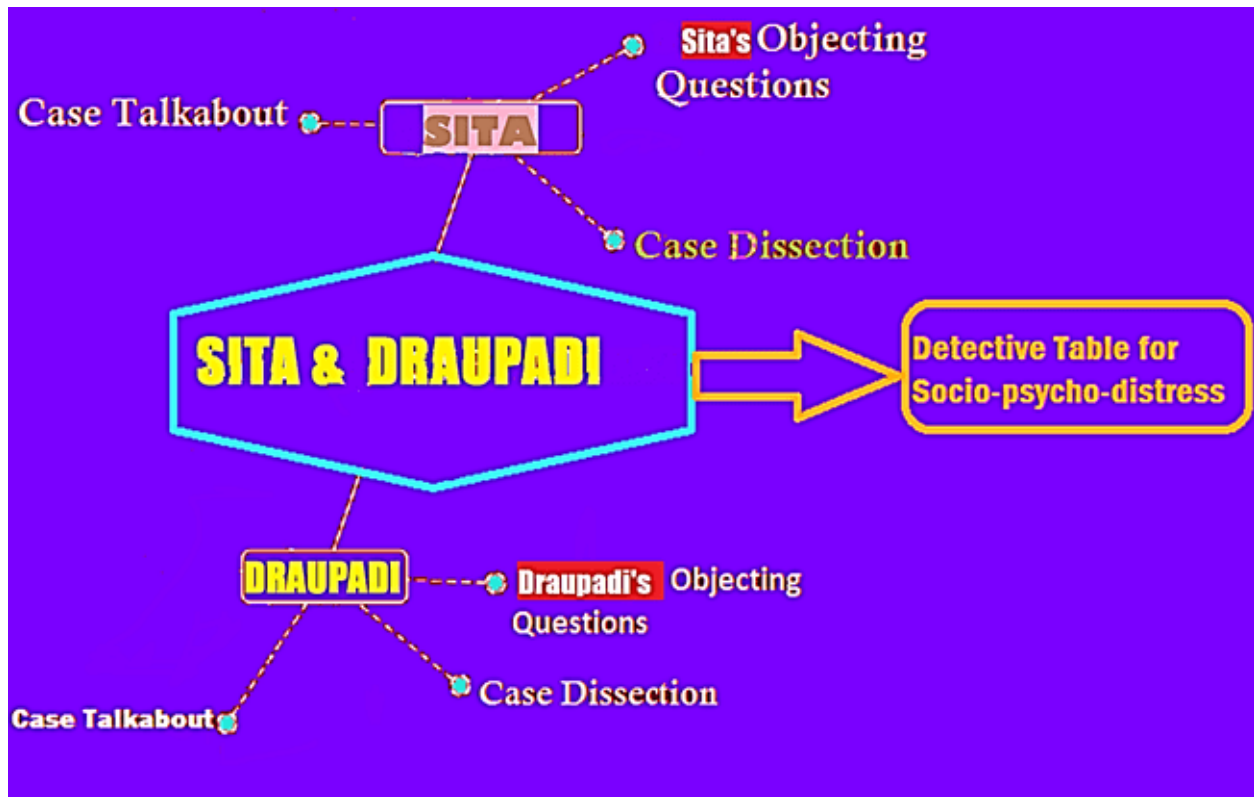 Sita's Objecting
Questions
Case Talkabout
SITA
Case Dissection
SITA & DRAUPADI
Detective Table for
Socio-psycho-distress
DRAUPADI
Draupadi's Objecting
Questions
Case Dissection
Case Talkabout